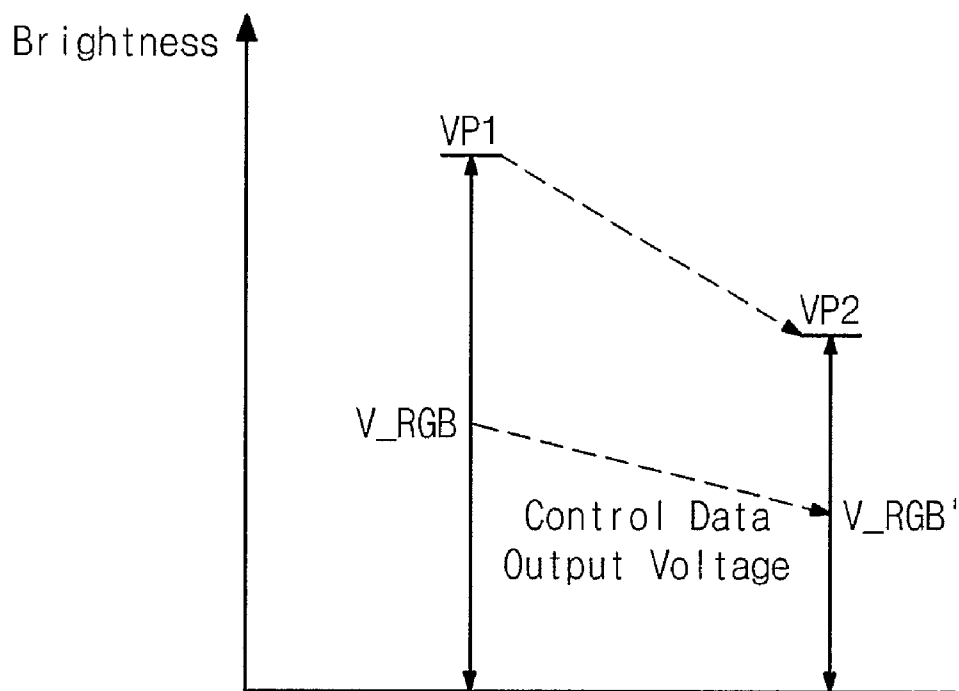 Brightness
VP1
VP2
V_RGB
V_RGB'
Control Data
Output Voltage